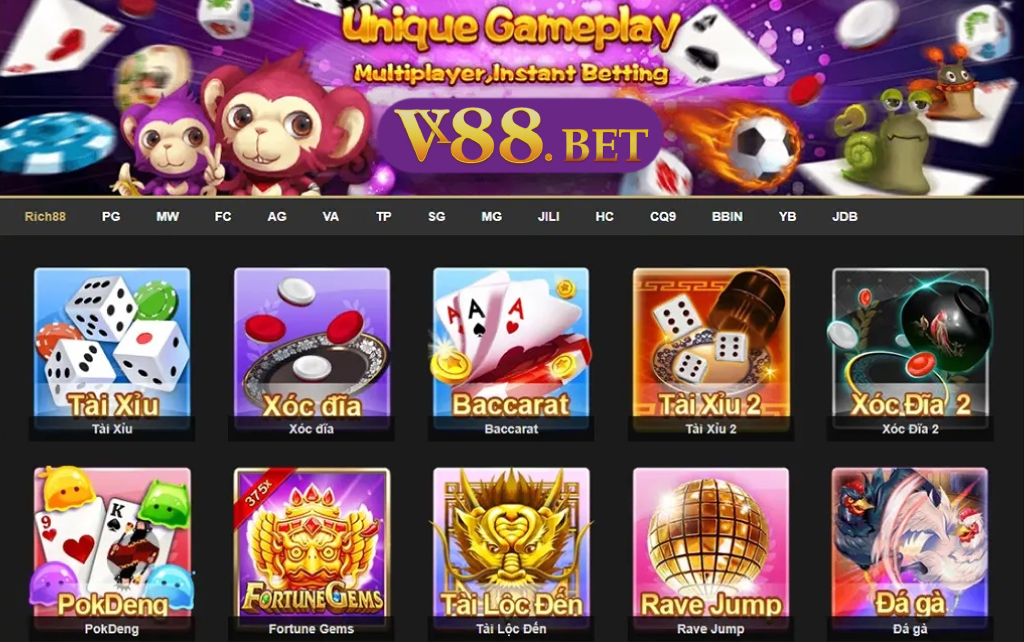 Unique Gameplay
Multiplayer,Instant Betting
VX88.BET
Rich88 PG MW FC AG VA TP SG MG JILI HC CQ9 BBIN YB JDB
Tài Xỉu Xóc đĩa Baccarat Tài Xỉu 2 Xóc Đĩa 2
Tài Xỉu Xóc đĩa Baccarat Tài Xỉu 2 Xóc Đĩa 2
A A A
9 K
375x
PokDeng FORTUNE GEMS Tài Lộc Đến Rave Jump Đá gà
PokDeng Fortune Gems Tài Lộc Đến Rave Jump Đá gà